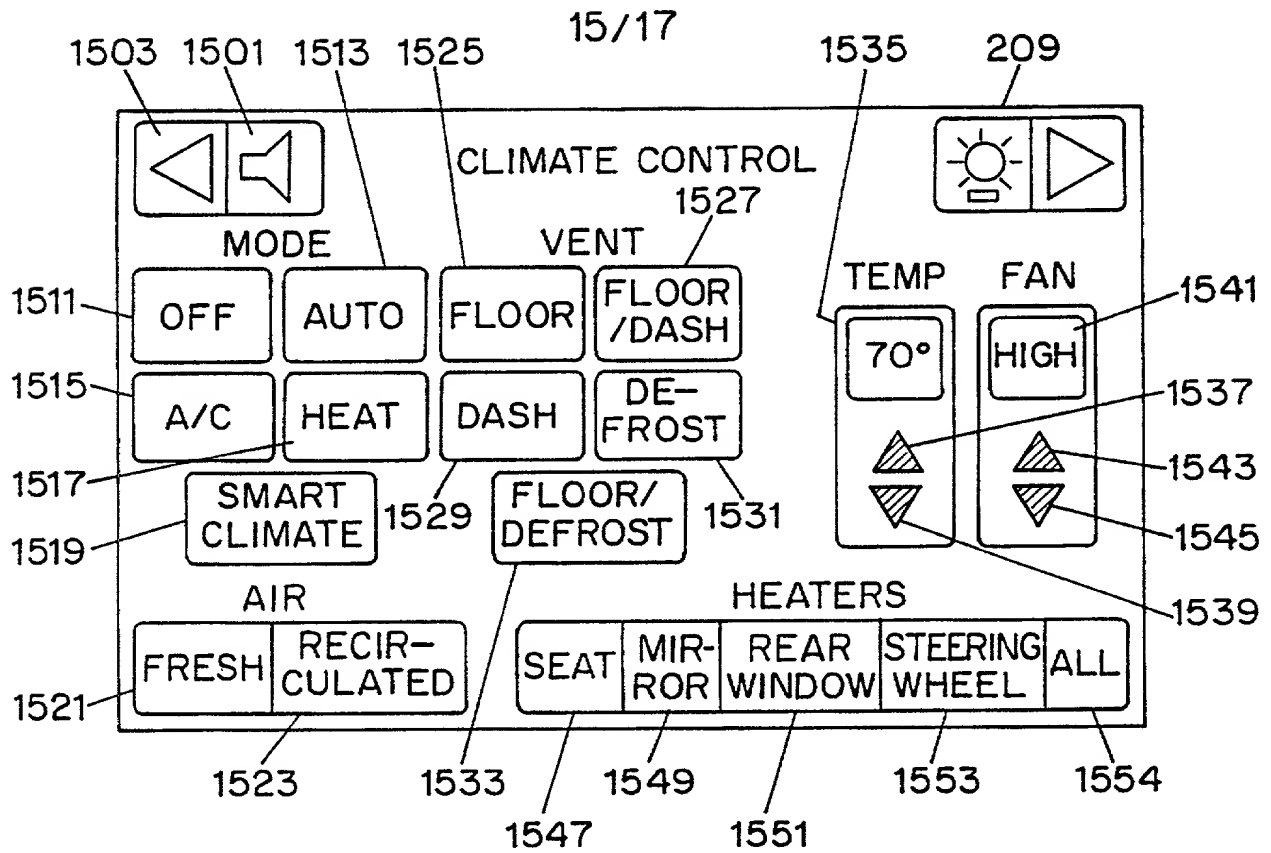 15/17
1503
1501
1513
1525
1535
209
CLIMATE CONTROL
1527
MODE
VENT
TEMP
FAN
1511
OFF
AUTO
FLOOR
FLOOR
/DASH
70°
HIGH
1541
1515
A/C
HEAT
DASH
DE-
FROST
1537
1517
1543
1519
SMART
CLIMATE
1529
FLOOR/
DEFROST
1531
1545
AIR
HEATERS
1539
1521
FRESH
RECIR-
CULATED
SEAT
MIR-
ROR
REAR
WINDOW
STEERING
WHEEL
ALL
1523
1533
1549
1553
1554
1547
1551